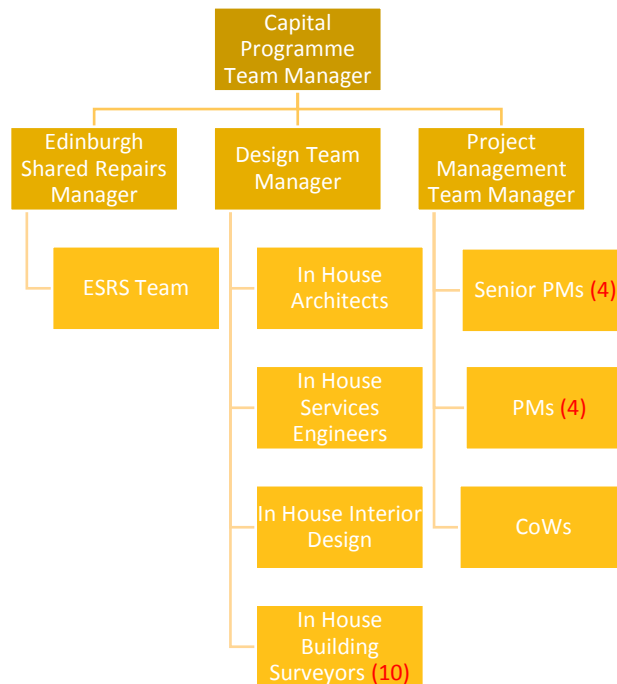 Capital
Programme
Team Manager
Edinburgh
Shared Repairs
Manager
Design Team
Manager
Project
Management
Team Manager
ESRS Team
In House
Architects
Senior PMs (4)
In House
Services
Engineers
PMs (4)
In House Interior
Design
CoWs
In House
Building
Surveyors (10)